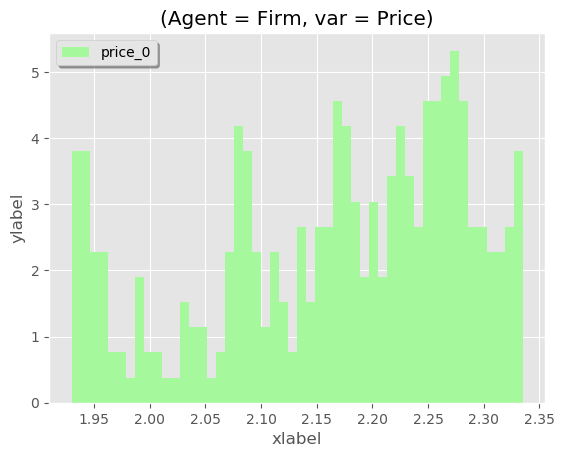 (Agent = Firm, var = Price)
price_0
ylabel
5
4
3
2
1
0
1.95 2.00 2.05 2.10 2.15 2.20 2.25 2.30 2.35
xlabel